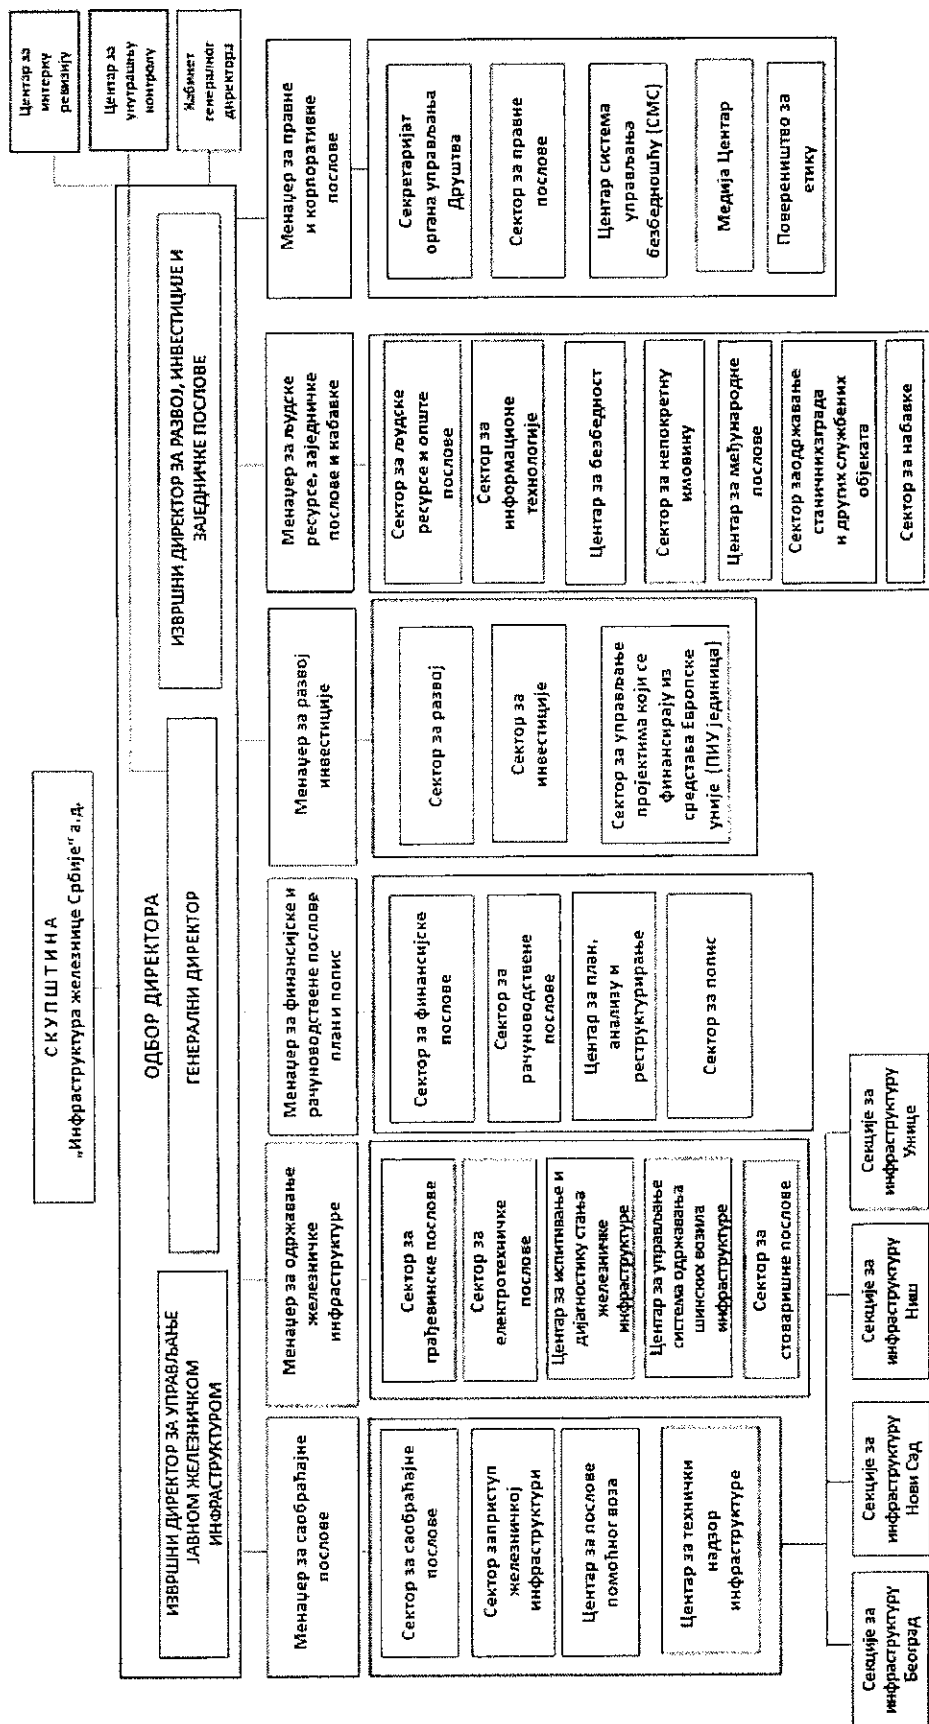 СКУПШТИНА
„Инфраструктура железнице Србије" а.д.
Центар за
интерну
ревизију
Центар за
унутрашњу
контролу
Кабинет
генералног
директора
ОДБОР ДИРЕКТОРА
ИЗВРШНИ ДИРЕКТОР ЗА УПРАВЉАЊЕ
ЈАВНОМ ЖЕЛЕЗНИЧКОМ
ИНФРАСТРУКТУРОМ
ГЕНЕРАЛНИ ДИРЕКТОР
ИЗВРШНИ ДИРЕКТОР ЗА РАЗВОЈ, ИНВЕСТИЦИЈЕ И
ЗАЈЕДНИЧКЕ ПОСЛОВЕ
Менаџер за саобраћајне
послове
Сектор за саобраћајне
послове
Сектор заприступ
железничкој
инфраструктури
Центар за послове
помоћног воза
Центар за технички
надзор
инфраструктуре
Менаџер за одржавање
железничке
инфраструктуре
Сектор за
грађевинске послове
Сектор за
електротехничке
послове
Центар за испитивање и
дијагностику стања
железничке
инфраструктуре
Центар за управљање
система одржавања
шинских возила
инфраструктуре
Сектор за
стоваришне послове
Менаџер за финансијске и
рачуноводствене послове
план и попис
Сектор за финансијске
послове
Сектор за
рачуноводствене
послове
Центар за план,
анализу и
реструктурирање
Сектор за попис
Менаџер за развој
инвестиције
Сектор за развој
Сектор за
инвестиције
Сектор за управљање
пројектима који се
финансирају из
средстава Европске
уније (ПИУ јединица)
Менаџер за људске
ресурсе, заједничке
послове и набавке
Сектор за људске
ресурсе и опште
послове
Сектор за
информационе
технологије
Центар за безбедност
Сектор за непокретну
имовину
Центар за међународне
послове
Сектор заодржавање
станичнихзграда
и других службених
објеката
Сектор за набавке
Менаџер за правне
и корпоративне
послове
Секретаријат
органа управљања
Друштва
Сектор за правне
послове
Центар система
управљања
безбедношћу (СМС)
Медија Центар
Повереништво за
етику
Секције за
инфраструктуру
Београд
Секције за
инфраструктуру
Нови Сад
Секције за
инфраструктуру
Ниш
Секције за
инфраструктуру
Ужице